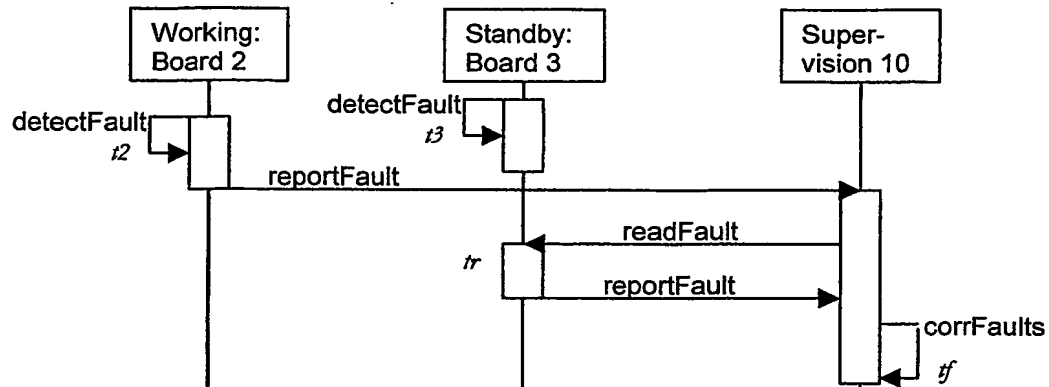 Working:
Board 2
Standby:
Board 3
Super-
vision 10
detectFault
t2
detectFault
t3
reportFault
readFault
tr
reportFault
corrFaults
tf